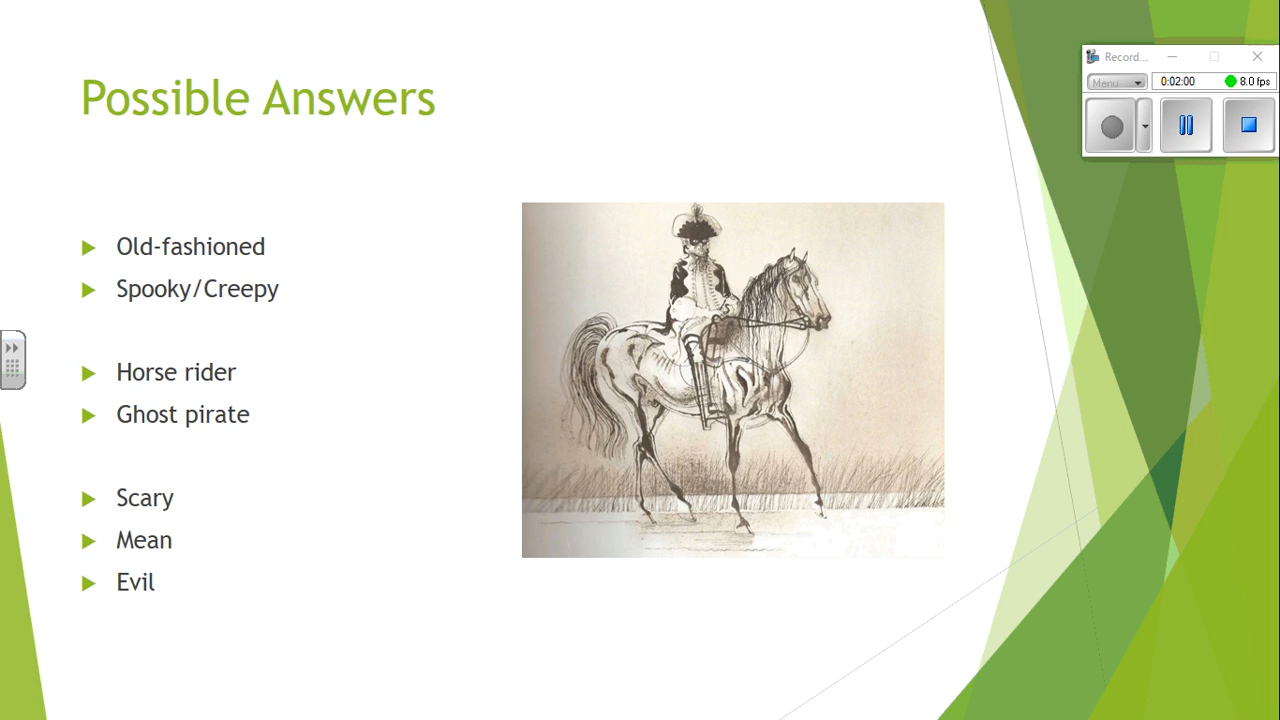 Possible Answers
Record...
Menu
0:02:00
8.0 fps
Old-fashioned
Spooky/Creepy
Horse rider
Ghost pirate
Scary
Mean
Evil